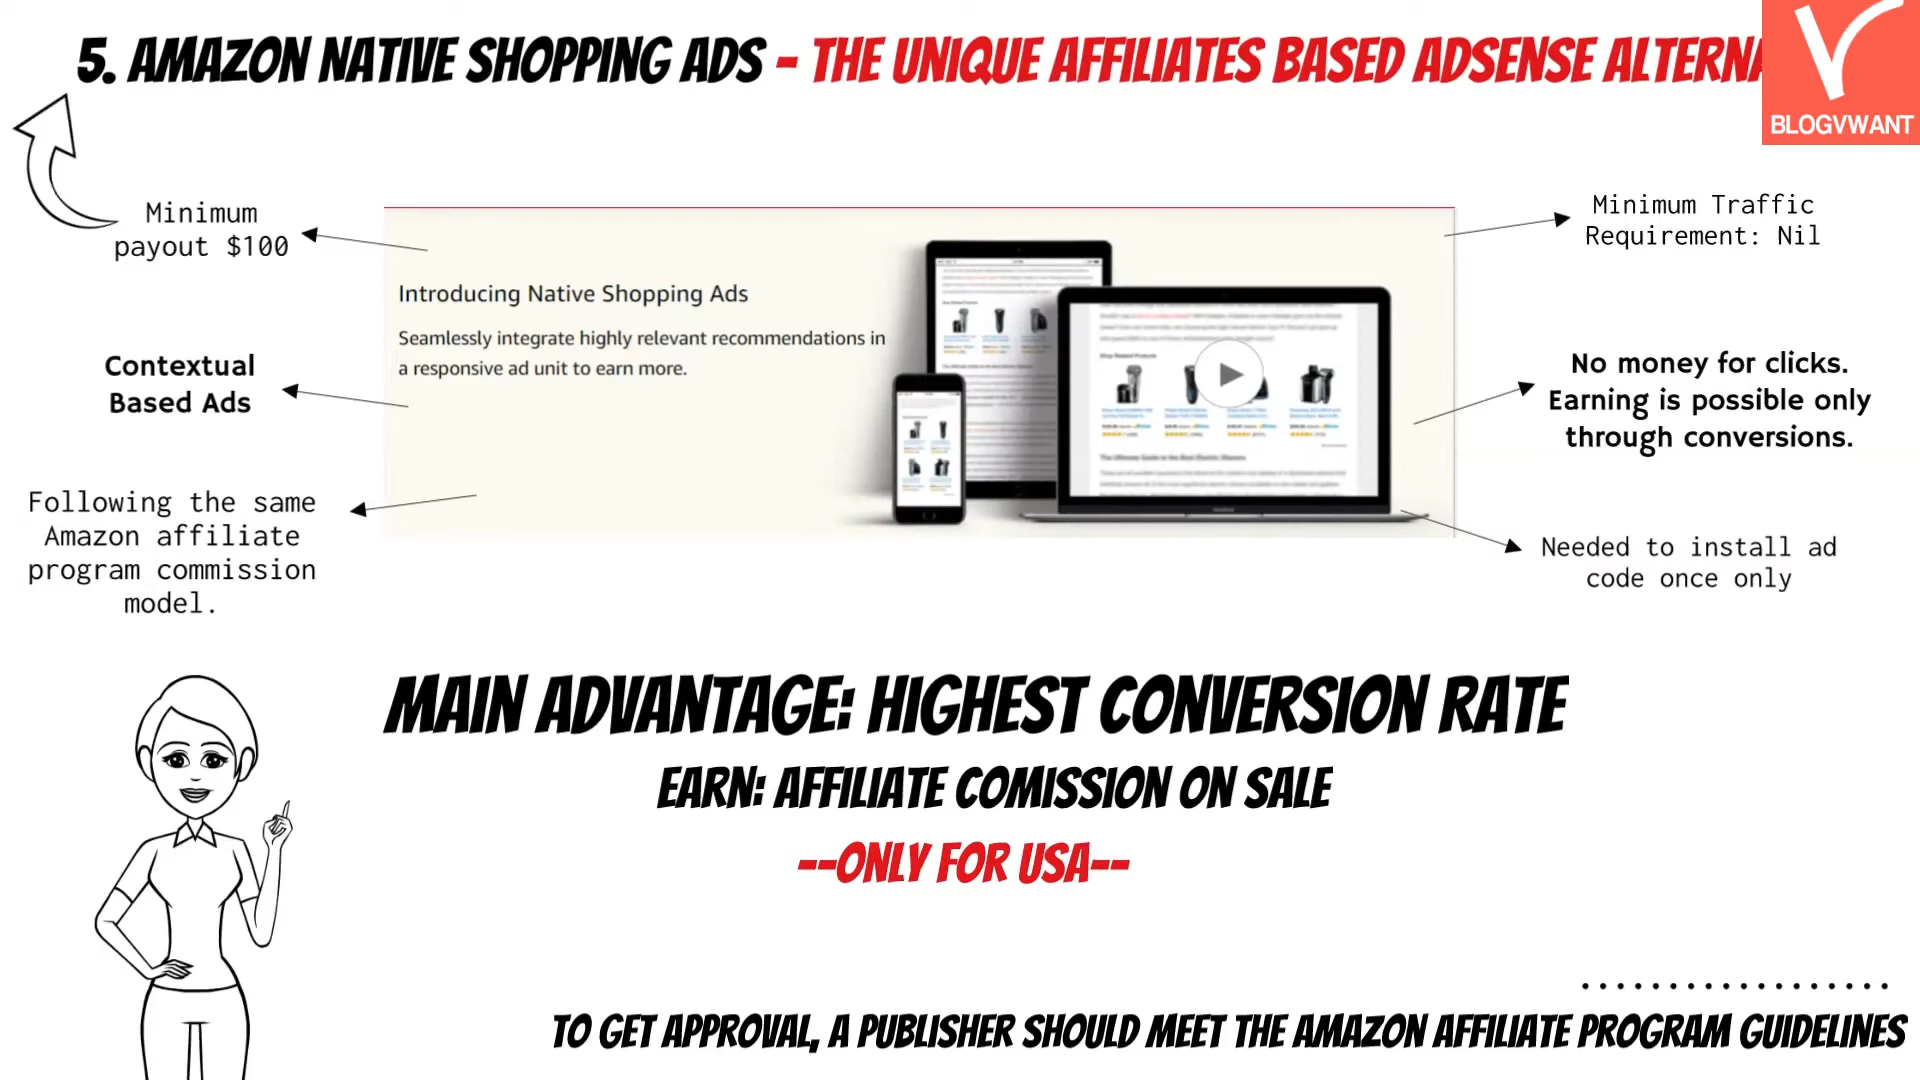 5. AMAZON NATIVE SHOPPING ADS - THE UNIQUE AFFILIATES BASED ADSENSE ALTERNA
BLOGVWANT
Minimum
payout $100
Minimum Traffic
Requirement: Nil
Introducing Native Shopping Ads
Seamlessly integrate highly relevant recommendations in
a responsive ad unit to earn more.
Contextual
Based Ads
No money for clicks.
Earning is possible only
through conversions.
Following the same
Amazon affiliate
program commission
model.
Needed to install ad
code once only
MAIN ADVANTAGE: HIGHEST CONVERSION RATE
EARN: AFFILIATE COMISSION ON SALE
--ONLY FOR USA--
TO GET APPROVAL, A PUBLISHER SHOULD MEET THE AMAZON AFFILIATE PROGRAM GUIDELINES